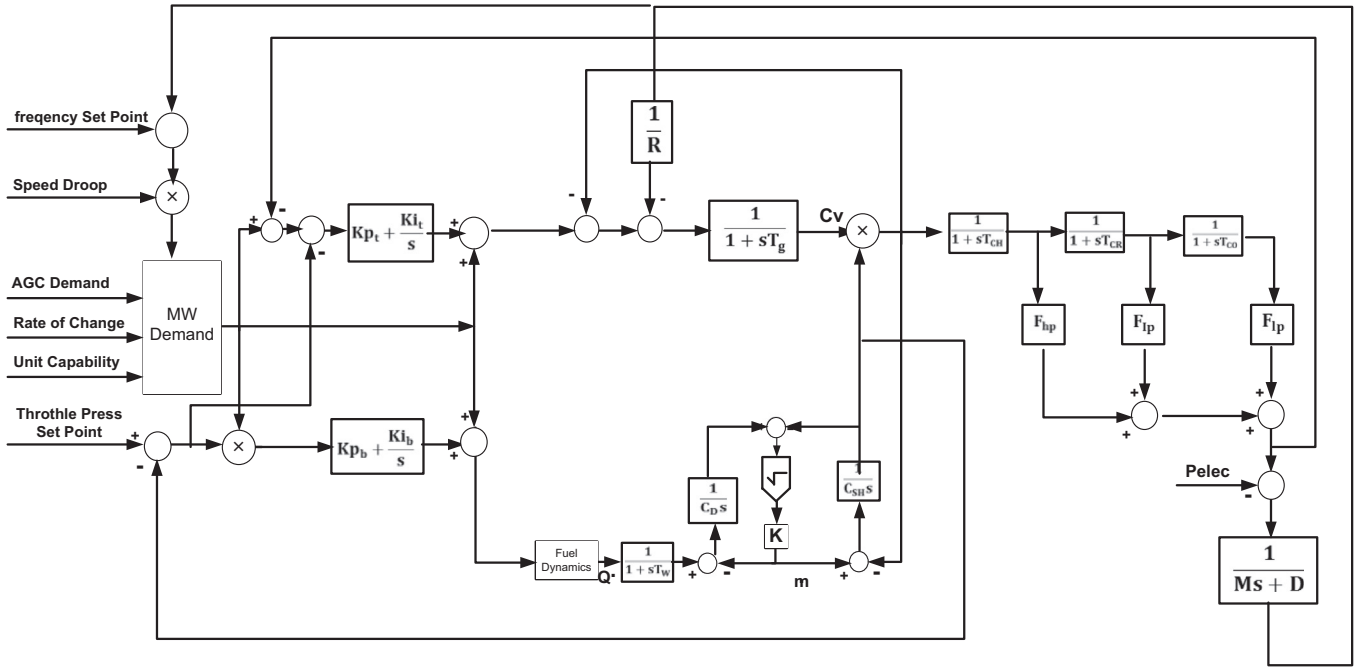 freqency Set Point
Speed Droop
×
AGC Demand
Rate of Change
Unit Capability
MW
Demand
Throthle Press
Set Point
+
-
×
+
-
-
Kp_t + Ki_t/s
Kp_b + Ki_b/s
+
+
+
+
-
1/R
-
1/(1 + sT_g)
Cv
×
1/(1 + sT_CH)
1/(1 + sT_CR)
1/(1 + sT_CO)
F_hp
F_Ip
F_lp
+
+
+
+
Pelec
-
1/(Ms + D)
Fuel
Dynamics
Q·
1/(1 + sT_W)
+
-
1/(C_D s)
√
K
m
+
-
1/(C_SH s)